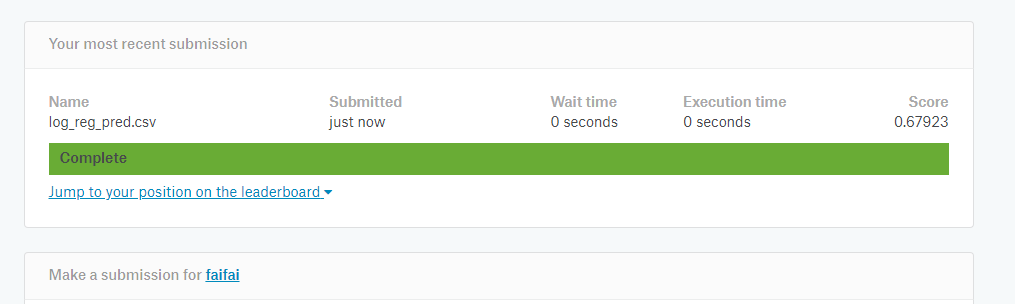 Your most recent submission
Name Submitted Wait time Execution time Score
log_reg_pred.csv just now 0 seconds 0 seconds 0.67923
Complete
Jump to your position on the leaderboard
Make a submission for faifai